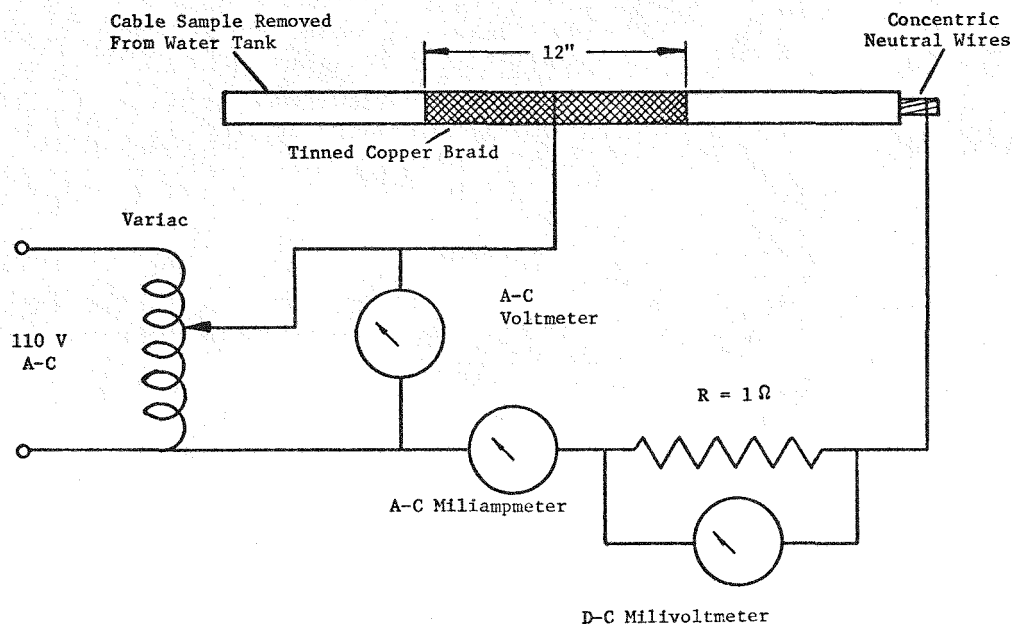 Cable Sample Removed
From Water Tank
12"
Concentric
Neutral Wires
Tinned Copper Braid
Variac
110 V
A-C
A-C
Voltmeter
R = 1 Ω
A-C Miliampmeter
D-C Milivoltmeter